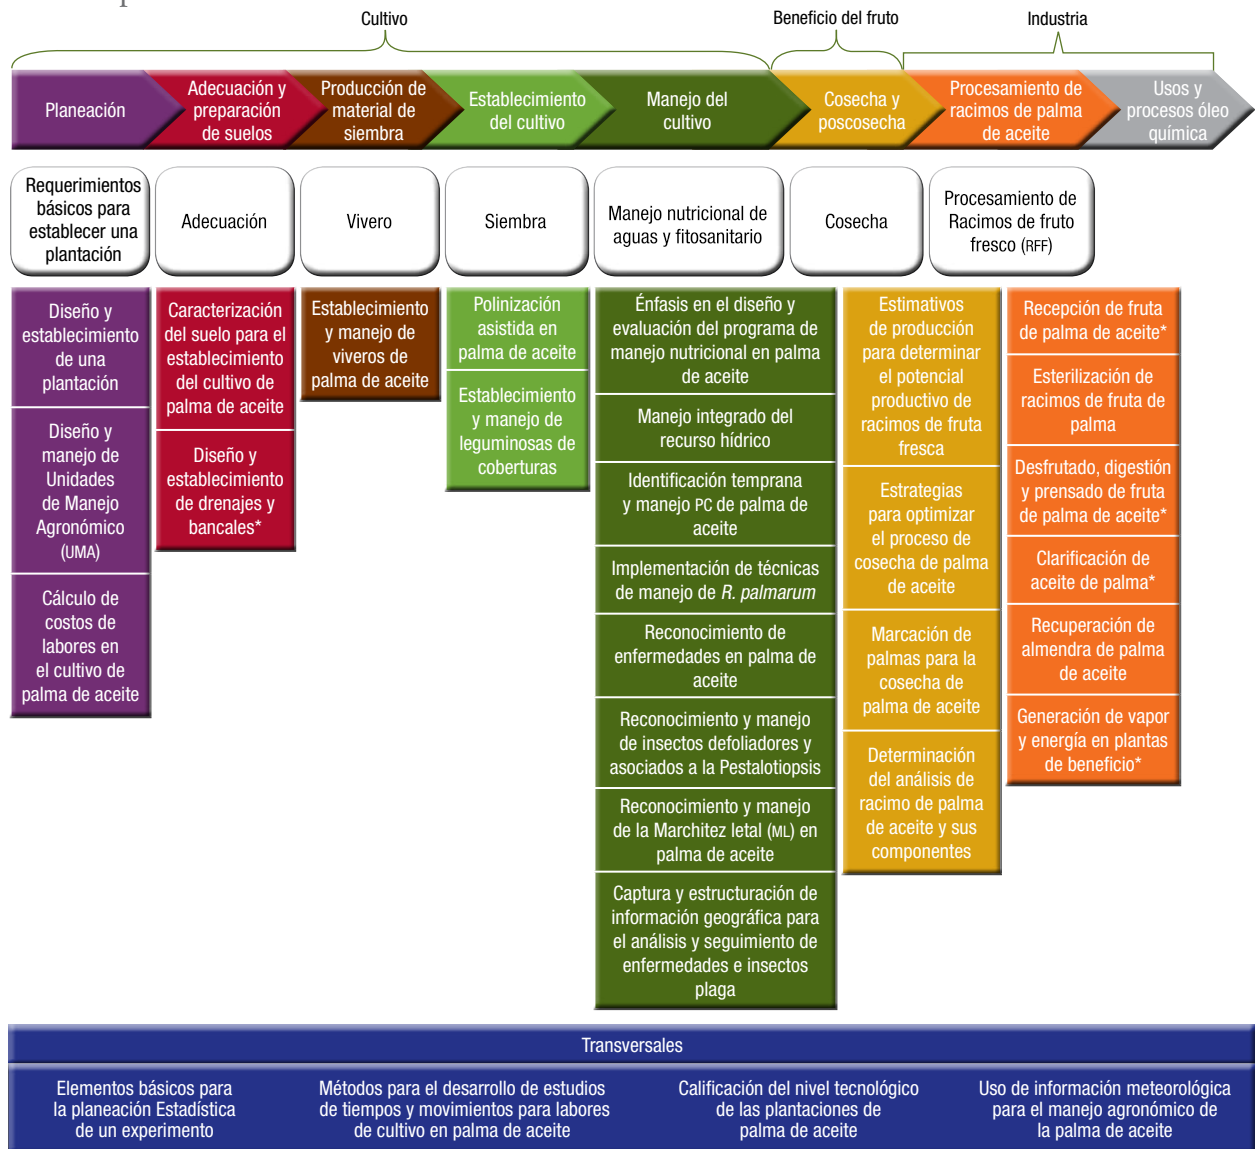 Cultivo
Beneficio del fruto
Industria
Planeación
Adecuación y
preparación
de suelos
Producción de
material de
siembra
Establecimiento
del cultivo
Manejo del
cultivo
Cosecha y
poscosecha
Procesamiento de
racimos de palma
de aceite
Usos y
procesos óleo
química
Requerimientos
básicos para
establecer una
plantación
Adecuación
Vivero
Siembra
Manejo nutricional de
aguas y fitosanitario
Cosecha
Procesamiento de
Racimos de fruto
fresco (RFF)
Diseño y
establecimiento
de una
plantación
Diseño y
manejo de
Unidades
de Manejo
Agronómico
(UMA)
Cálculo de
costos de
labores en
el cultivo de
palma de aceite
Caracterización
del suelo para el
establecimiento
del cultivo de
palma de aceite
Diseño y
establecimiento
de drenajes y
bancales*
Establecimiento
y manejo de
viveros de
palma de aceite
Polinización
asistida en
palma de aceite
Establecimiento
y manejo de
leguminosas de
coberturas
Énfasis en el diseño y
evaluación del programa de
manejo nutricional en palma
de aceite
Manejo integrado del
recurso hídrico
Identificación temprana
y manejo PC de palma de
aceite
Implementación de técnicas
de manejo de R. palmarum
Reconocimiento de
enfermedades en palma de
aceite
Reconocimiento y manejo
de insectos defoliadores y
asociados a la Pestalotiopsis
Reconocimiento y manejo
de la Marchitez letal (ML) en
palma de aceite
Captura y estructuración de
información geográfica para
el análisis y seguimiento de
enfermedades e insectos
plaga
Estimativos
de producción
para determinar
el potencial
productivo de
racimos de fruta
fresca
Estrategias
para optimizar
el proceso de
cosecha de palma
de aceite
Marcación de
palmas para la
cosecha de
palma de aceite
Determinación
del análisis de
racimo de palma
de aceite y sus
componentes
Recepción de fruta
de palma de aceite*
Esterilización de
racimos de fruta de
palma
Desfrutado, digestión
y prensado de fruta
de palma de aceite*
Clarificación de
aceite de palma*
Recuperación de
almendra de palma
de aceite
Generación de vapor
y energía en plantas
de beneficio*
Transversales
Elementos básicos para
la planeación Estadística
de un experimento
Métodos para el desarrollo de estudios
de tiempos y movimientos para labores
de cultivo en palma de aceite
Calificación del nivel tecnológico
de las plantaciones de
palma de aceite
Uso de información meteorológica
para el manejo agronómico de
la palma de aceite